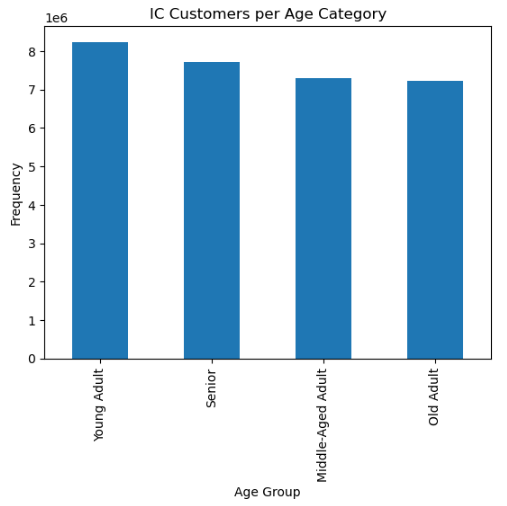 IC Customers per Age Category
1e6
8
7
6
5
4
3
2
1
0
Frequency
Young Adult
Senior
Middle-Aged Adult
Old Adult
Age Group